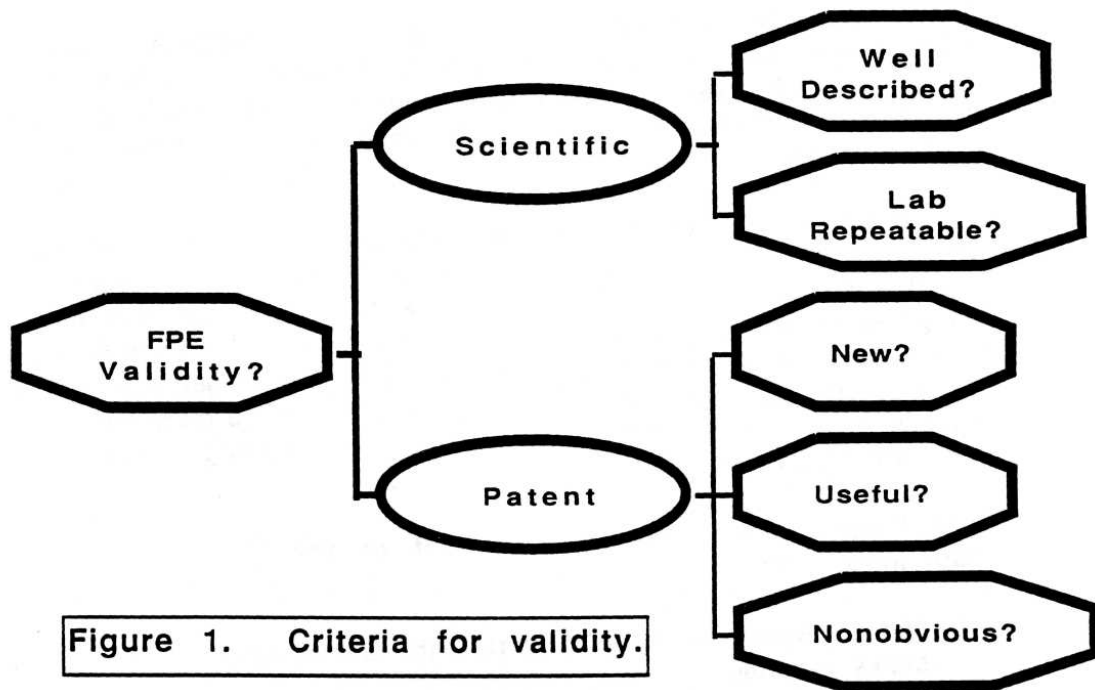 Well
Described?
Scientific
Lab
Repeatable?
FPE
Validity?
New?
Useful?
Patent
Nonobvious?
Figure 1. Criteria for validity.